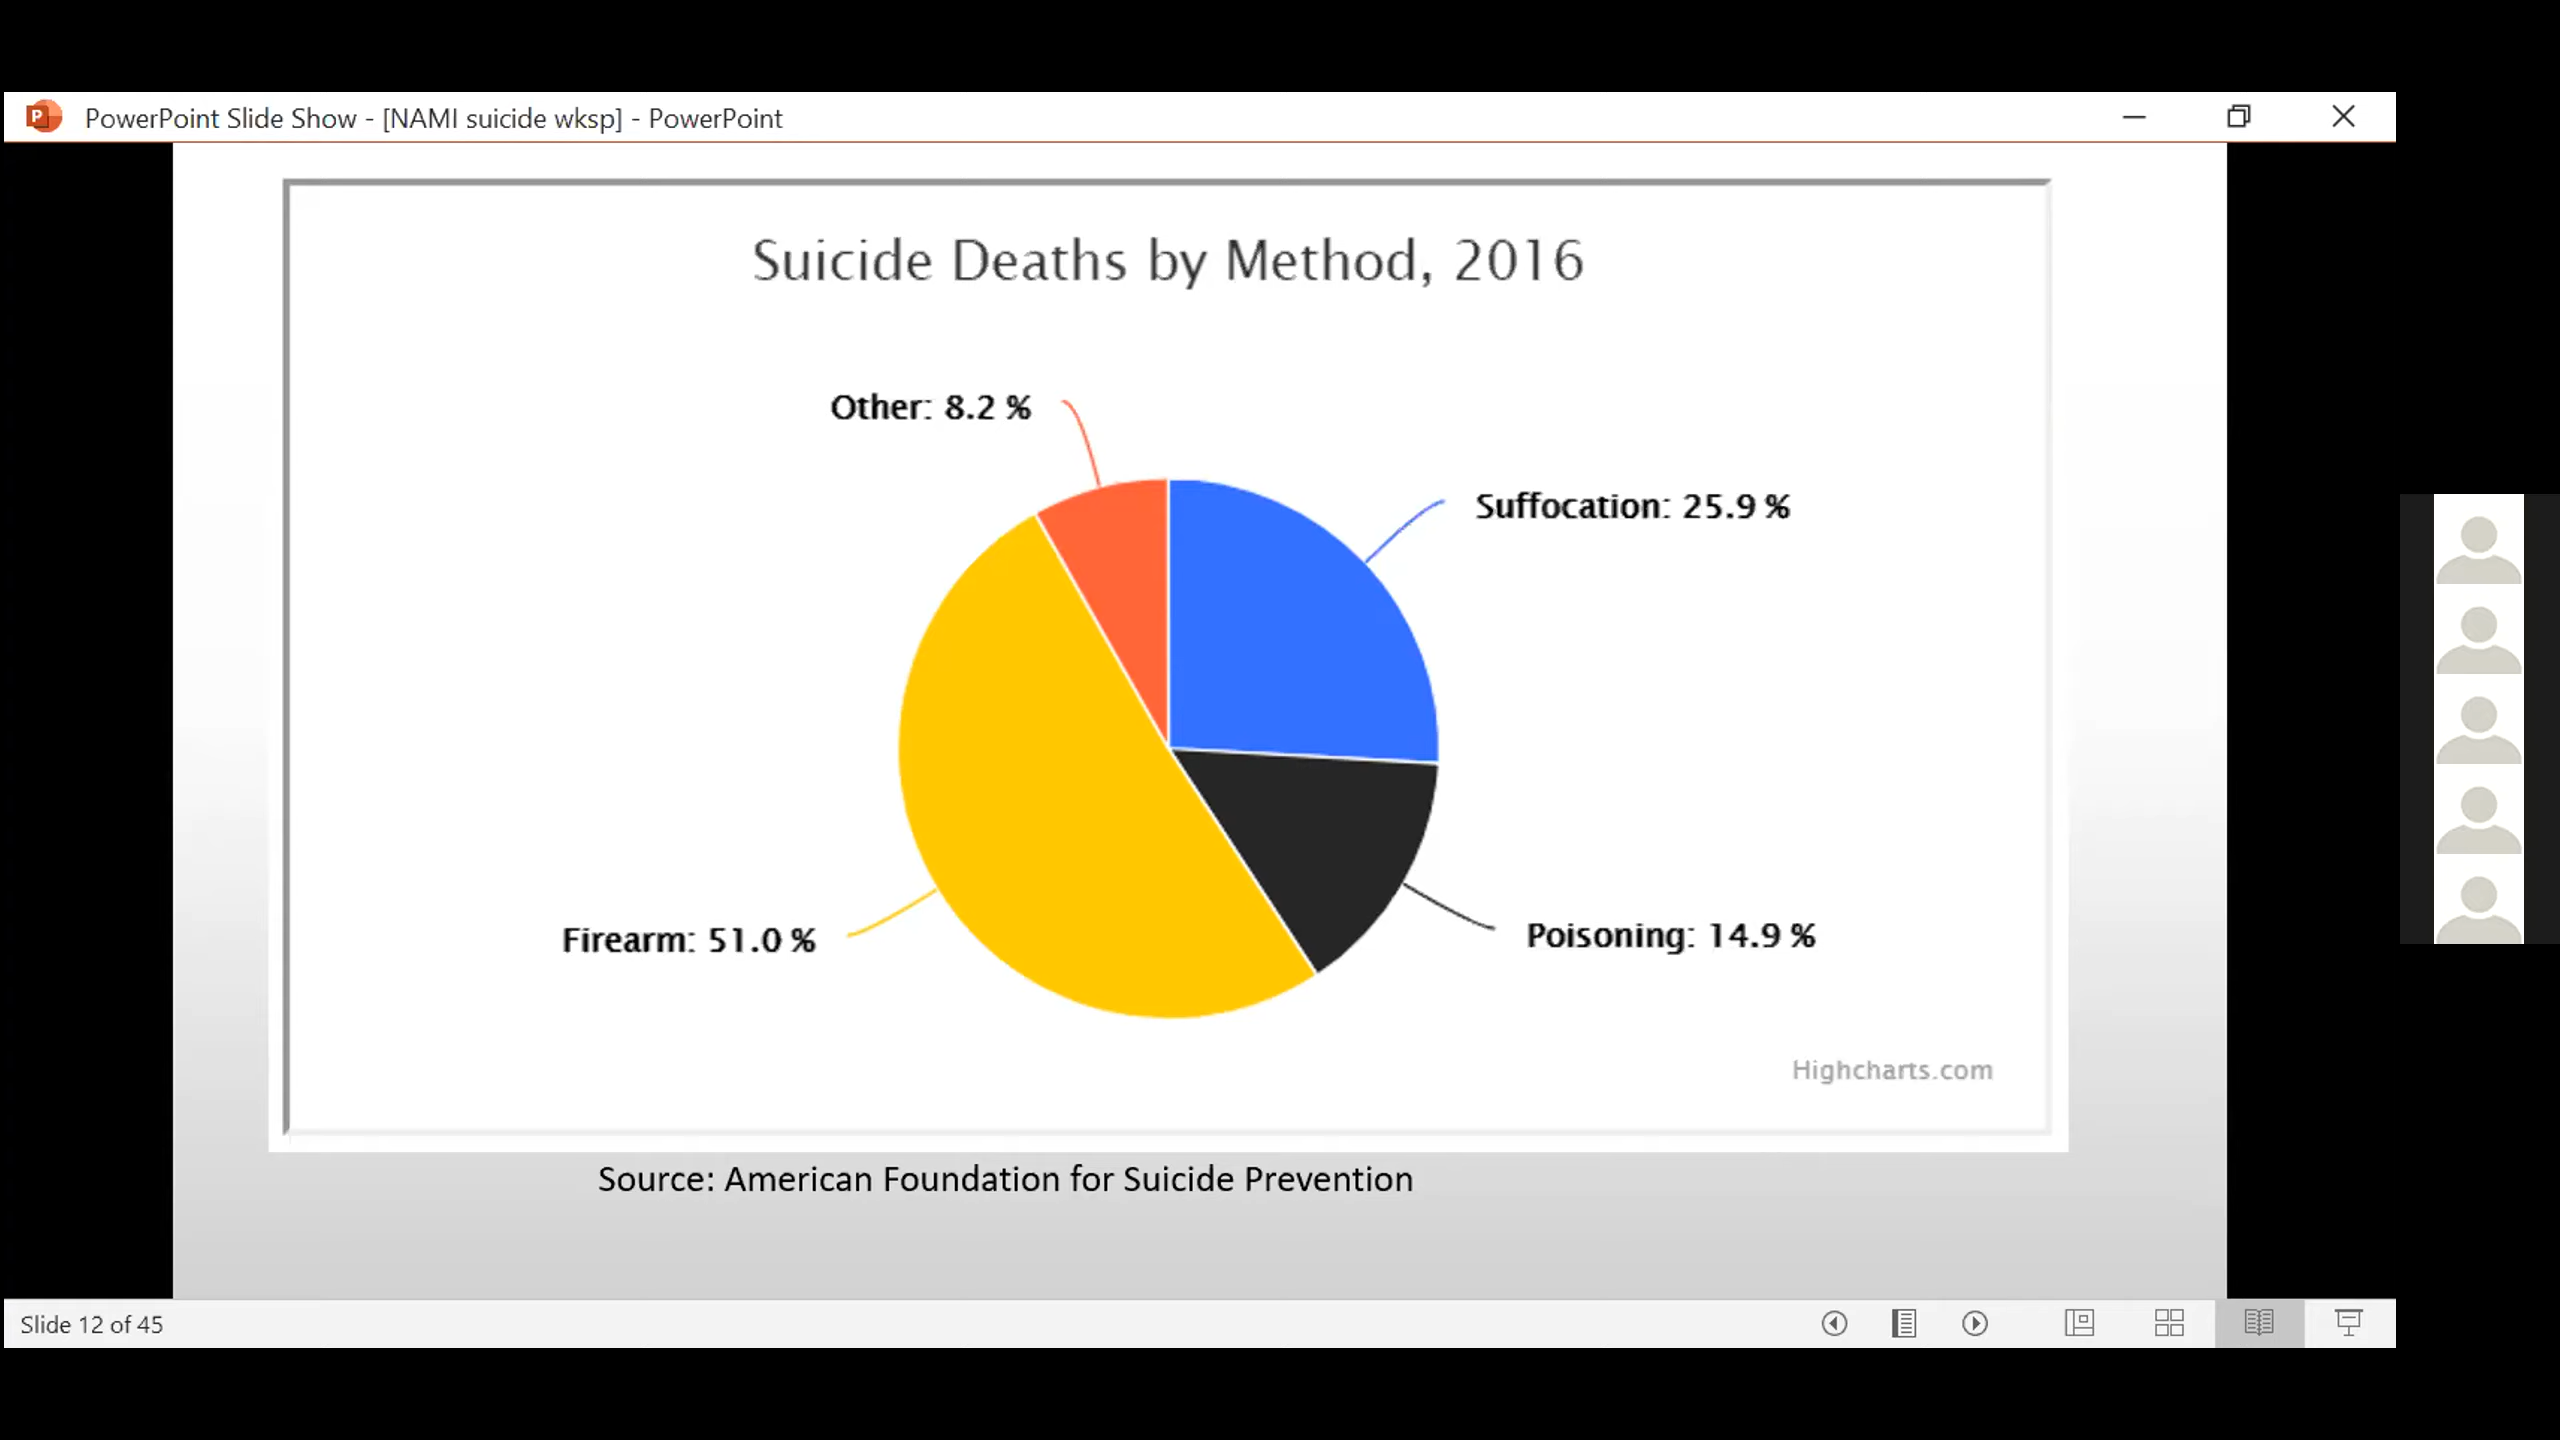 PowerPoint Slide Show - [NAMI suicide wksp] - PowerPoint
Suicide Deaths by Method, 2016
Other: 8.2 %
Suffocation: 25.9 %
Firearm: 51.0 %
Poisoning: 14.9 %
Highcharts.com
Source: American Foundation for Suicide Prevention
Slide 12 of 45